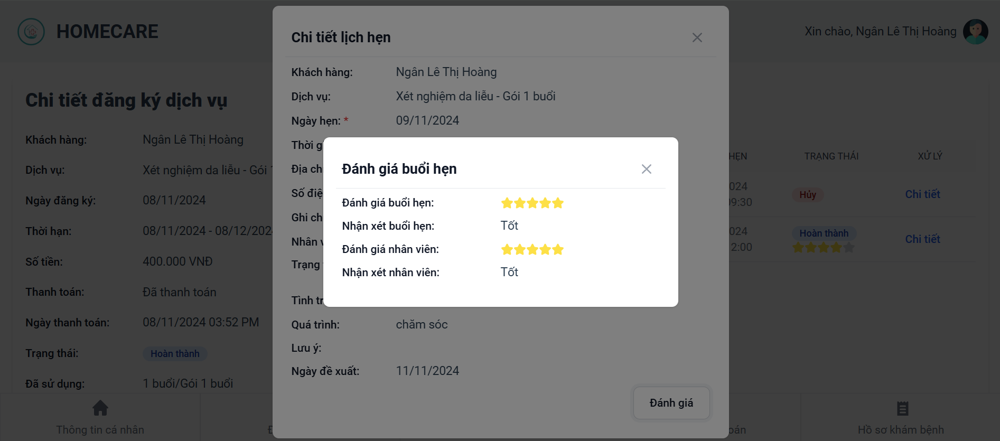 HOMECARE
Xin chào, Ngân Lê Thị Hoàng
Chi tiết đăng ký dịch vụ
Khách hàng: Ngân Lê Thị Hoàng
Dịch vụ: Xét nghiệm da liễu - Gói 1
Ngày đăng ký: 08/11/2024
Thời hạn: 08/11/2024 - 08/12/202
Số tiền: 400.000 VNĐ
Thanh toán: Đã thanh toán
Ngày thanh toán: 08/11/2024 03:52 PM
Trạng thái: Hoàn thành
Đã sử dụng: 1 buổi/Gói 1 buổi
Chi tiết lịch hẹn
Khách hàng: Ngân Lê Thị Hoàng
Dịch vụ: Xét nghiệm da liễu - Gói 1 buổi
Ngày hẹn: * 09/11/2024
Thời g
Địa ch
Số điệ
Ghi ch
Nhân v
Trạng
Tình tr
Quá trình: chăm sóc
Lưu ý:
Ngày đề xuất: 11/11/2024
Đánh giá
Đánh giá buổi hẹn
Đánh giá buổi hẹn:
Nhận xét buổi hẹn: Tốt
Đánh giá nhân viên:
Nhận xét nhân viên: Tốt
HẸN TRẠNG THÁI XỬ LÝ
024
09:30 Hủy Chi tiết
024
2:00 Hoàn thành Chi tiết
Thông tin cá nhân
Đ
oán
Hồ sơ khám bệnh